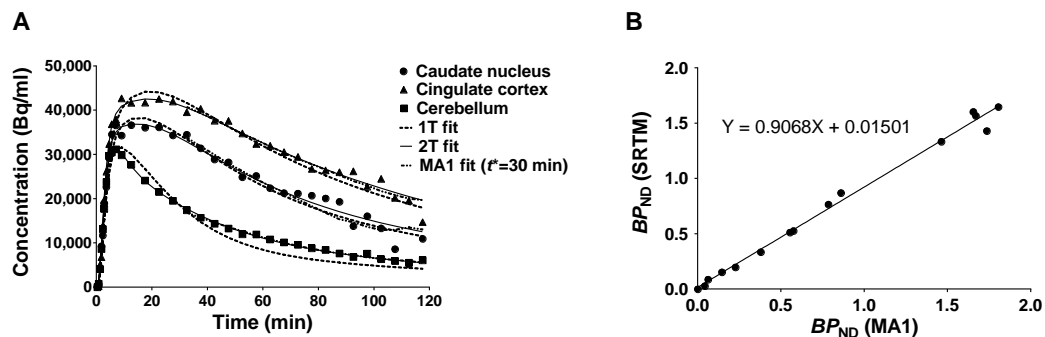 A
Concentration (Bq/ml)
50,000
40,000
30,000
20,000
10,000
0
0 20 40 60 80 100 120
Time (min)
Caudate nucleus
Cingulate cortex
Cerebellum
1T fit
2T fit
MA1 fit (t*=30 min)
B
BPND (SRTM)
2.0
1.5
1.0
0.5
0.0
0.0 0.5 1.0 1.5 2.0
BPND (MA1)
Y = 0.9068X + 0.01501